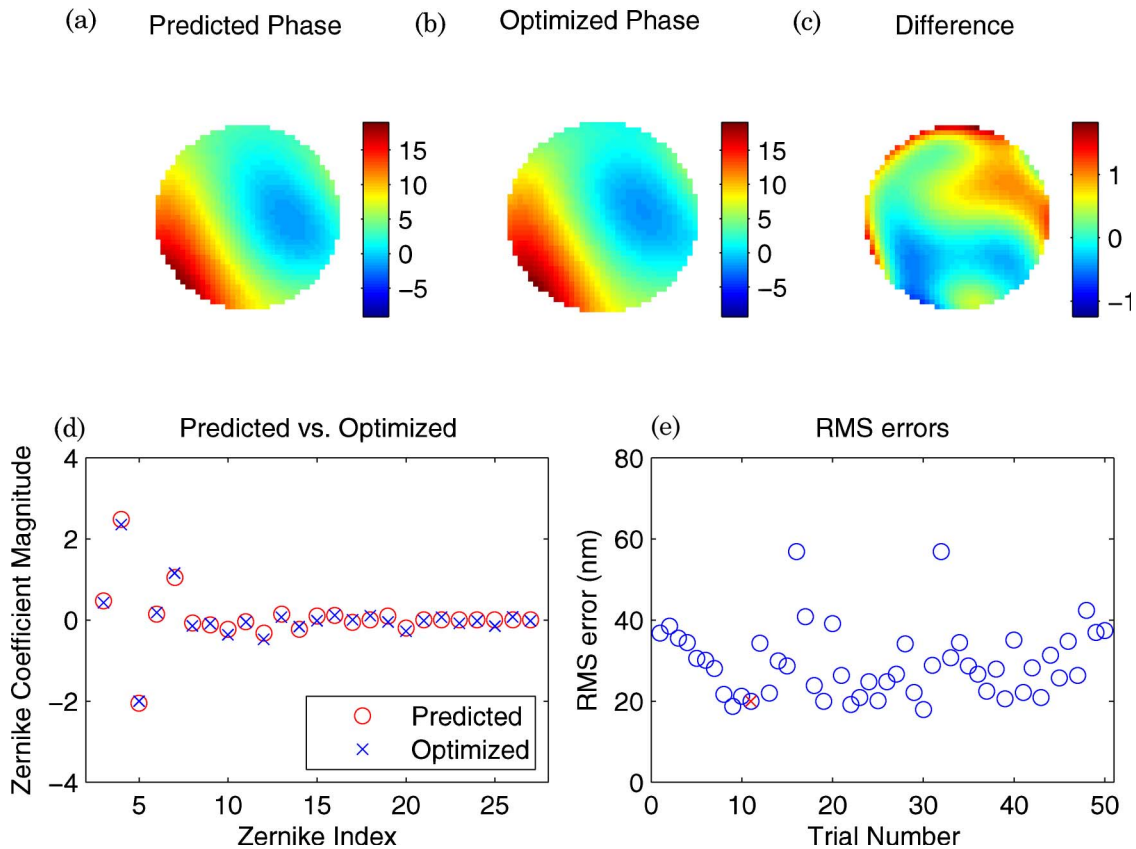 (a) Predicted Phase
(b) Optimized Phase
(c) Difference
15
10
5
0
−5
15
10
5
0
−5
1
0
−1
(d) Predicted vs. Optimized
Zernike Coefficient Magnitude
4
2
0
−2
−4
Predicted
Optimized
5 10 15 20 25
Zernike Index
(e) RMS errors
RMS error (nm)
80
60
40
20
0
0 10 20 30 40 50
Trial Number